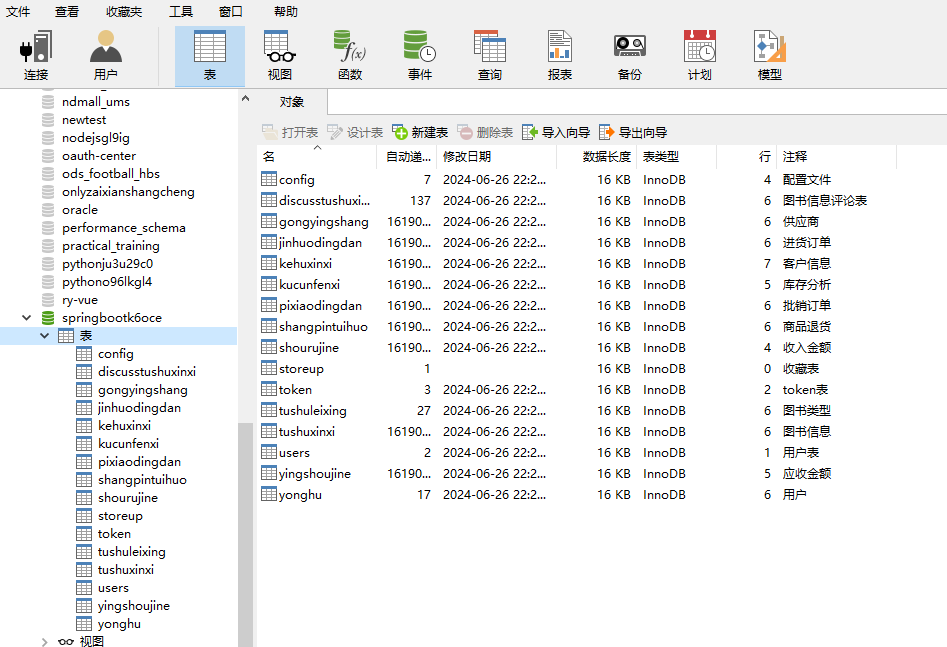 文件 查看 收藏夹 工具 窗口 帮助
连接 用户 表 视图 函数 事件 查询 报表 备份 计划 模型
ndmall_ums
newtest
nodejsgl9ig
oauth-center
ods_football_hbs
onlyzaixianshangcheng
oracle
performance_schema
practical_training
pythonju3u29c0
pythono96lkgl4
ry-vue
springbootk6oce
表
config
discusstushuxinxi
gongyingshang
jinhuodingdan
kehuxinxi
kucunfenxi
pixiaodingdan
shangpintuihuo
shourujine
storeup
token
tushuleixing
tushuxinxi
users
yingshoujine
yonghu
视图
对象
打开表 设计表 新建表 删除表 导入向导 导出向导
名 自动递... 修改日期 数据长度 表类型 行 注释
config 7 2024-06-26 22:2... 16 KB InnoDB 4 配置文件
discusstushuxi... 137 2024-06-26 22:2... 16 KB InnoDB 6 图书信息评论表
gongyingshang 16190... 2024-06-26 22:2... 16 KB InnoDB 6 供应商
jinhuodingdan 16190... 2024-06-26 22:2... 16 KB InnoDB 6 进货订单
kehuxinxi 16190... 2024-06-26 22:2... 16 KB InnoDB 7 客户信息
kucunfenxi 16190... 2024-06-26 22:2... 16 KB InnoDB 5 库存分析
pixiaodingdan 16190... 2024-06-26 22:2... 16 KB InnoDB 6 批销订单
shangpintuihuo 16190... 2024-06-26 22:2... 16 KB InnoDB 6 商品退货
shourujine 16190... 2024-06-26 22:2... 16 KB InnoDB 4 收入金额
storeup 1 16 KB InnoDB 0 收藏表
token 3 2024-06-26 22:2... 16 KB InnoDB 2 token表
tushuleixing 27 2024-06-26 22:2... 16 KB InnoDB 6 图书类型
tushuxinxi 16190... 2024-06-26 22:2... 16 KB InnoDB 6 图书信息
users 2 2024-06-26 22:2... 16 KB InnoDB 1 用户表
yingshoujine 16190... 2024-06-26 22:2... 16 KB InnoDB 5 应收金额
yonghu 17 2024-06-26 22:2... 16 KB InnoDB 6 用户